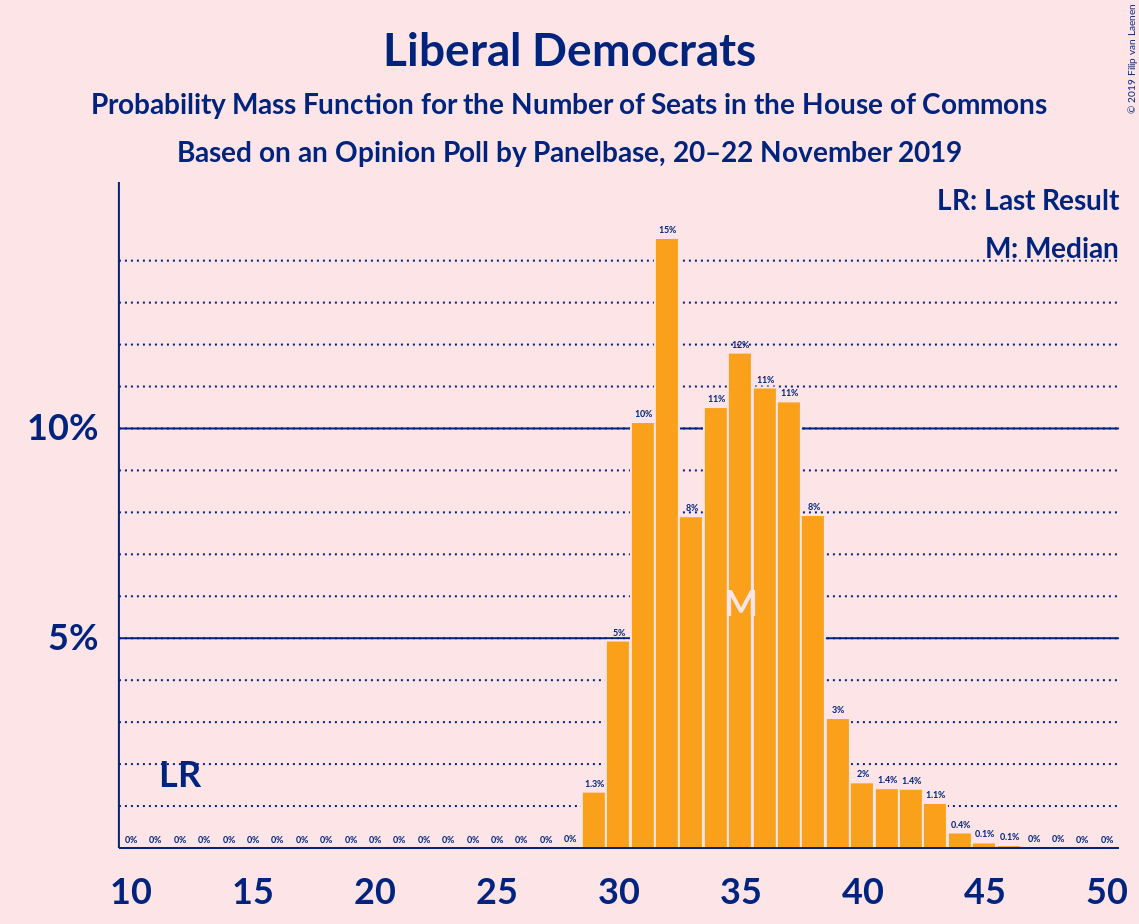 Liberal Democrats
Probability Mass Function for the Number of Seats in the House of Commons
Based on an Opinion Poll by Panelbase, 20–22 November 2019
© 2019 Filip van Laenen
LR: Last Result
M: Median
10%
5%
0% 0% 0% 0% 0% 0% 0% 0% 0% 0% 0% 0% 0% 0% 0% 0% 0% 0% 0% 1.3% 5% 10% 15% 8% 11% 12% 11% 11% 8% 3% 2% 1.4% 1.4% 1.1% 0.4% 0.1% 0.1% 0% 0% 0% 0%
LR
M
10 15 20 25 30 35 40 45 50